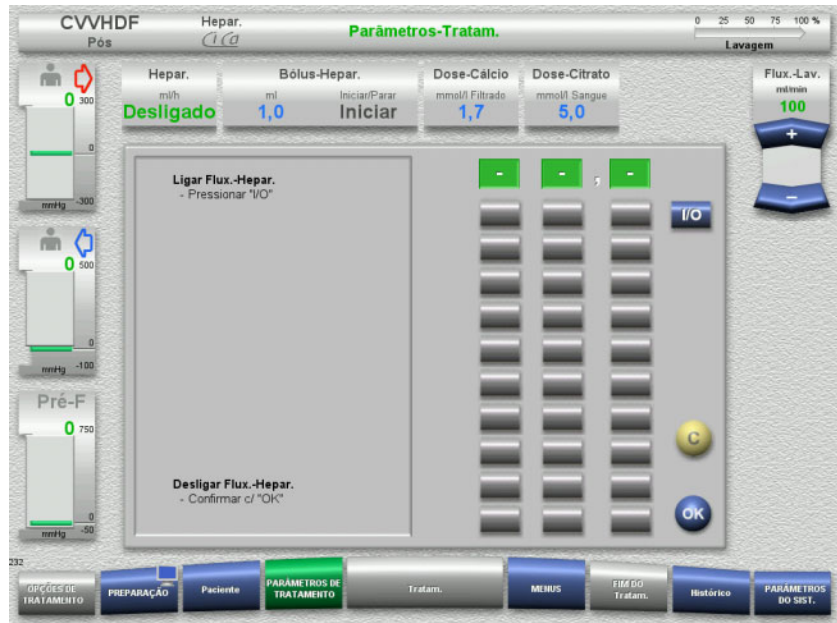 CVVHDF
Pós
Hepar.
Ci Ca
Parâmetros-Tratam.
0 25 50 75 100 %
Lavagem
0 300
0
mmHg -300
0 500
0
mmHg -100
Pré-F
0 750
0
mmHg -50
Hepar.
ml/h
Desligado
Bólus-Hepar.
ml Iniciar/Parar
1,0 Iniciar
Dose-Cálcio
mmol/l Filtrado
1,7
Dose-Citrato
mmol/l Sangue
5,0
Flux.-Lav.
ml/min
100
+
-
Ligar Flux.-Hepar.
- Pressionar "I/O"
- - , -
I/O
C
Desligar Flux.-Hepar.
- Confirmar c/ "OK"
OK
232
OPÇÕES DE
TRATAMENTO
PREPARAÇÃO
Paciente
PARÂMETROS DE
TRATAMENTO
Tratam.
MENUS
FIM DO
Tratam.
Histórico
PARÂMETROS
DO SIST.